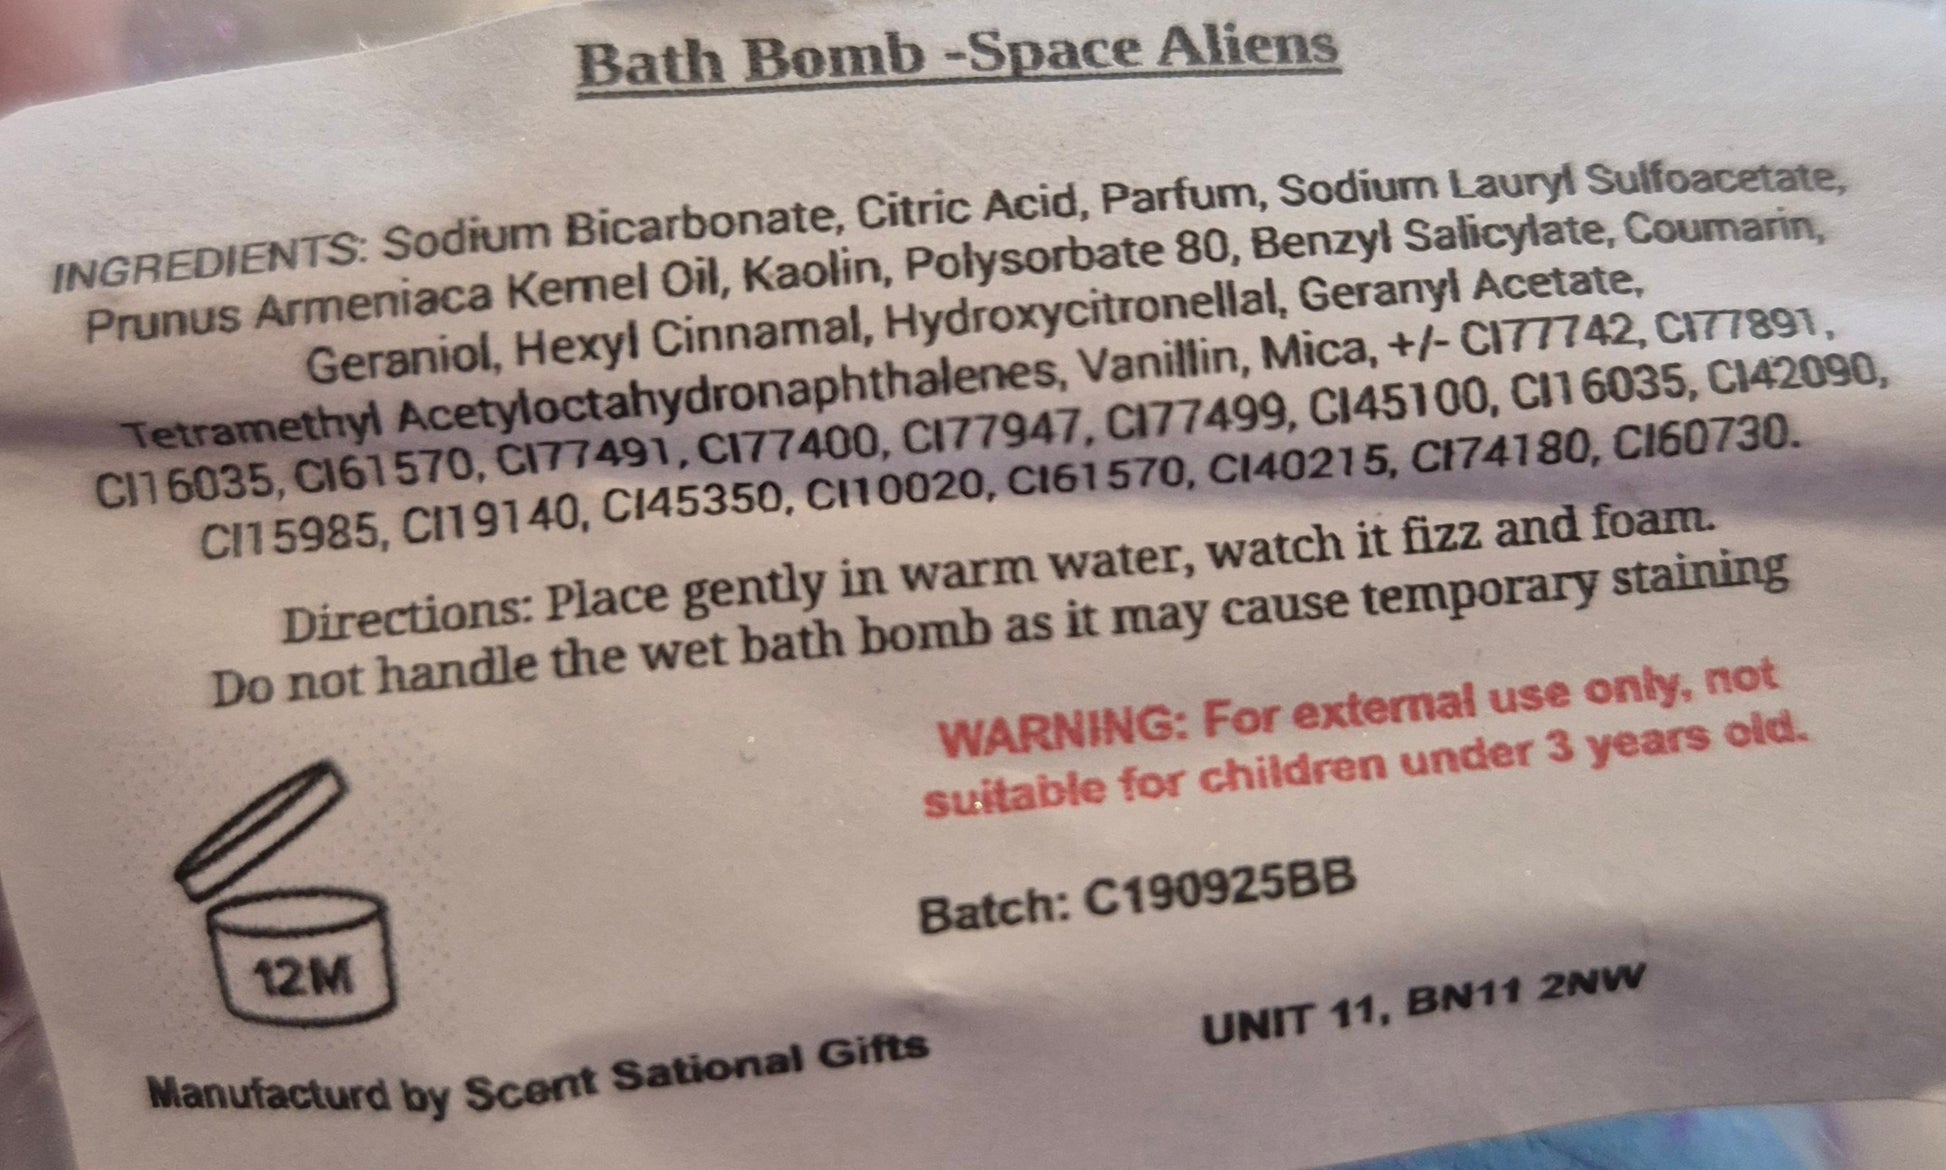 Bath Bomb -Space Aliens
INGREDIENTS: Sodium Bicarbonate, Citric Acid, Parfum, Sodium Lauryl Sulfoacetate,
Prunus Armeniaca Kernel Oil, Kaolin, Polysorbate 80, Benzyl Salicylate, Coumarin,
Geraniol, Hexyl Cinnamal, Hydroxycitronellal, Geranyl Acetate,
Tetramethyl Acetyloctahydronaphthalenes, Vanillin, Mica, +/- CI77742, CI77891,
CI16035, CI61570, CI77491, CI77400, CI77947, CI77499, CI45100, CI16035, CI42090,
CI15985, CI19140, CI45350, CI10020, CI61570, CI40215, CI74180, CI60730.
Directions: Place gently in warm water, watch it fizz and foam.
Do not handle the wet bath bomb as it may cause temporary staining
WARNING: For external use only, not
suitable for children under 3 years old.
Batch: C190925BB
12M
UNIT 11, BN11 2NW
Manufacturd by Scent Sational Gifts